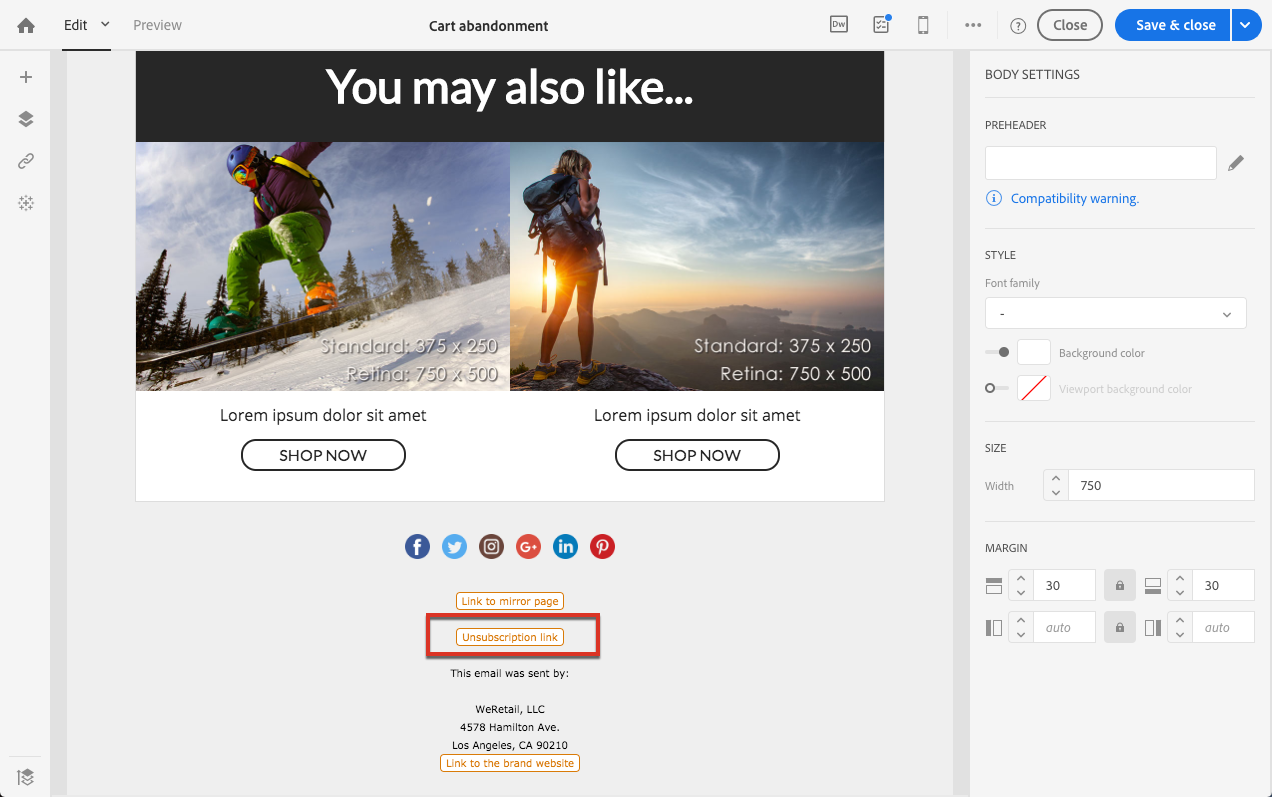 Edit
Preview
Cart abandonment
Dw
?
Close
Save & close
You may also like...
Standard: 375 x 250
Retina: 750 x 500
Standard: 375 x 250
Retina: 750 x 500
Lorem ipsum dolor sit amet
Lorem ipsum dolor sit amet
SHOP NOW
SHOP NOW
f
G+
in
Link to mirror page
Unsubscription link
This email was sent by:
WeRetail, LLC
4578 Hamilton Ave.
Los Angeles, CA 90210
Link to the brand website
BODY SETTINGS
PREHEADER
i
Compatibility warning.
STYLE
Font family
-
Background color
Viewport background color
SIZE
Width
750
MARGIN
30
30
auto
auto